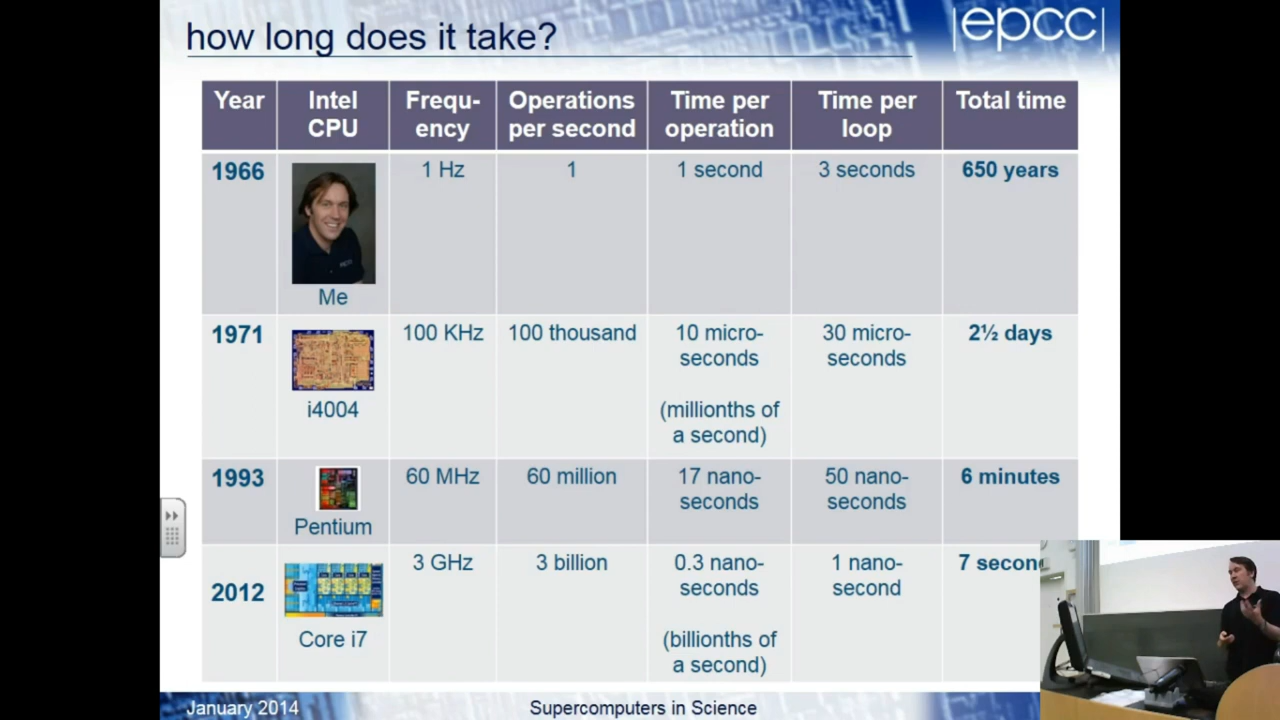 how long does it take?
|epcc|
Year
Intel
CPU
Frequ-
ency
Operations
per second
Time per
operation
Time per
loop
Total time
1966
Me
1 Hz
1
1 second
3 seconds
650 years
1971
i4004
100 KHz
100 thousand
10 micro-
seconds
(millionths of
a second)
30 micro-
seconds
2½ days
1993
Pentium
60 MHz
60 million
17 nano-
seconds
50 nano-
seconds
6 minutes
2012
Core i7
3 GHz
3 billion
0.3 nano-
seconds
(billionths of
a second)
1 nano-
second
7 secon
January 2014
Supercomputers in Science